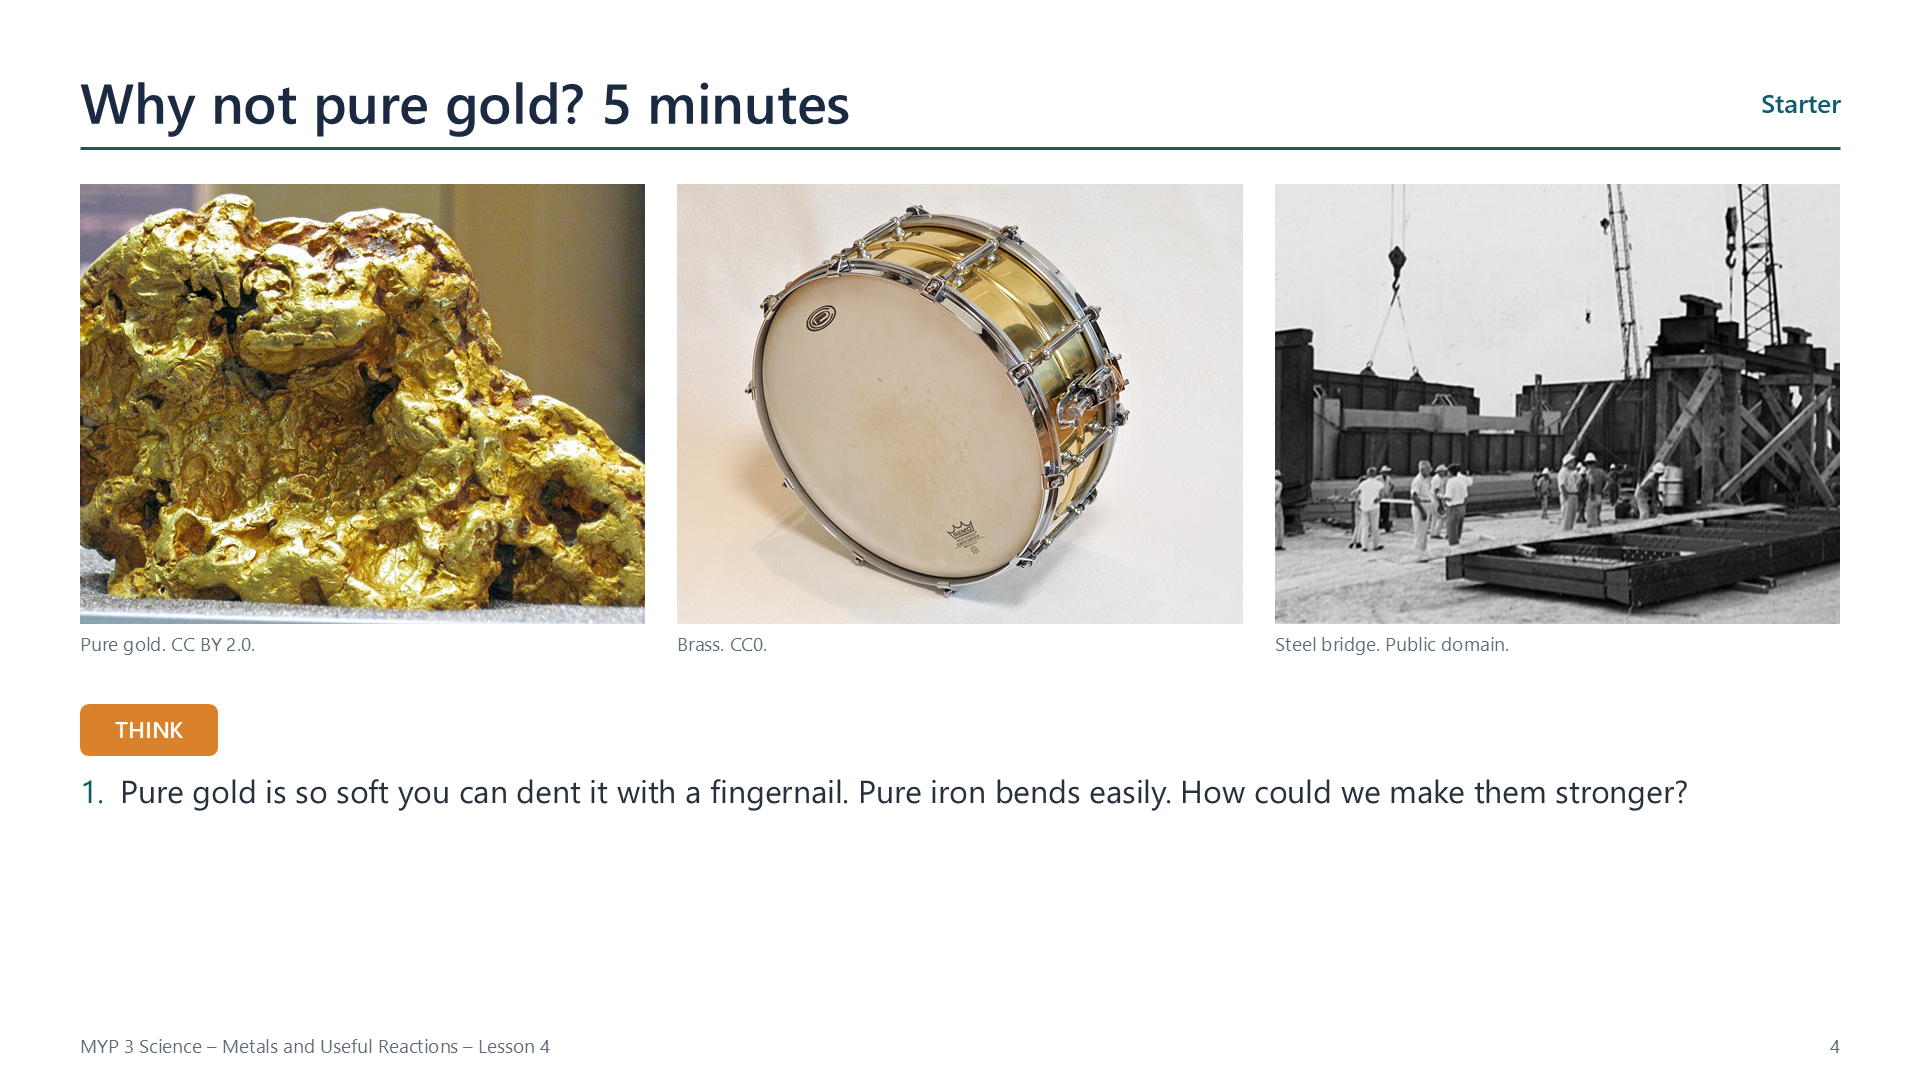 Why not pure gold? 5 minutes
Starter
REMO
Pure gold. CC BY 2.0.
Brass. CC0.
Steel bridge. Public domain.
THINK
1. Pure gold is so soft you can dent it with a fingernail. Pure iron bends easily. How could we make them stronger?
MYP 3 Science – Metals and Useful Reactions – Lesson 4
4